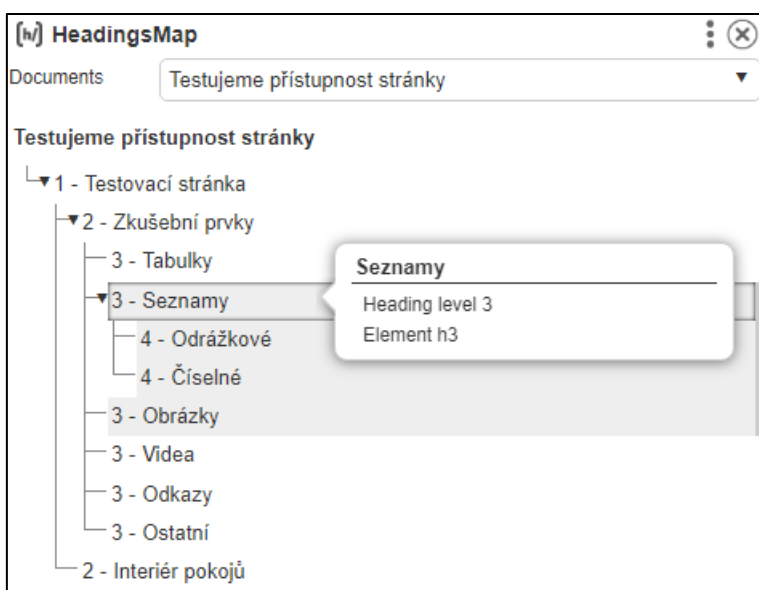 [h/] HeadingsMap
Documents Testujeme přístupnost stránky
Testujeme přístupnost stránky
1 - Testovací stránka
2 - Zkušební prvky
3 - Tabulky
3 - Seznamy
Seznamy
Heading level 3
Element h3
4 - Odrážkové
4 - Číselné
3 - Obrázky
3 - Videa
3 - Odkazy
3 - Ostatní
2 - Interiér pokojů